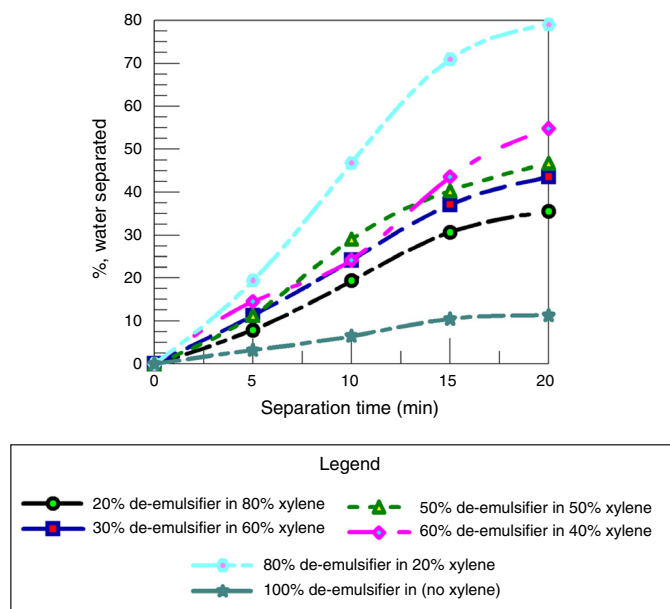 80
70
60
50
40
30
20
10
0
%, water separated
0 5 10 15 20
Separation time (min)
Legend
20% de-emulsifier in 80% xylene
30% de-emulsifier in 60% xylene
50% de-emulsifier in 50% xylene
60% de-emulsifier in 40% xylene
80% de-emulsifier in 20% xylene
100% de-emulsifier in (no xylene)